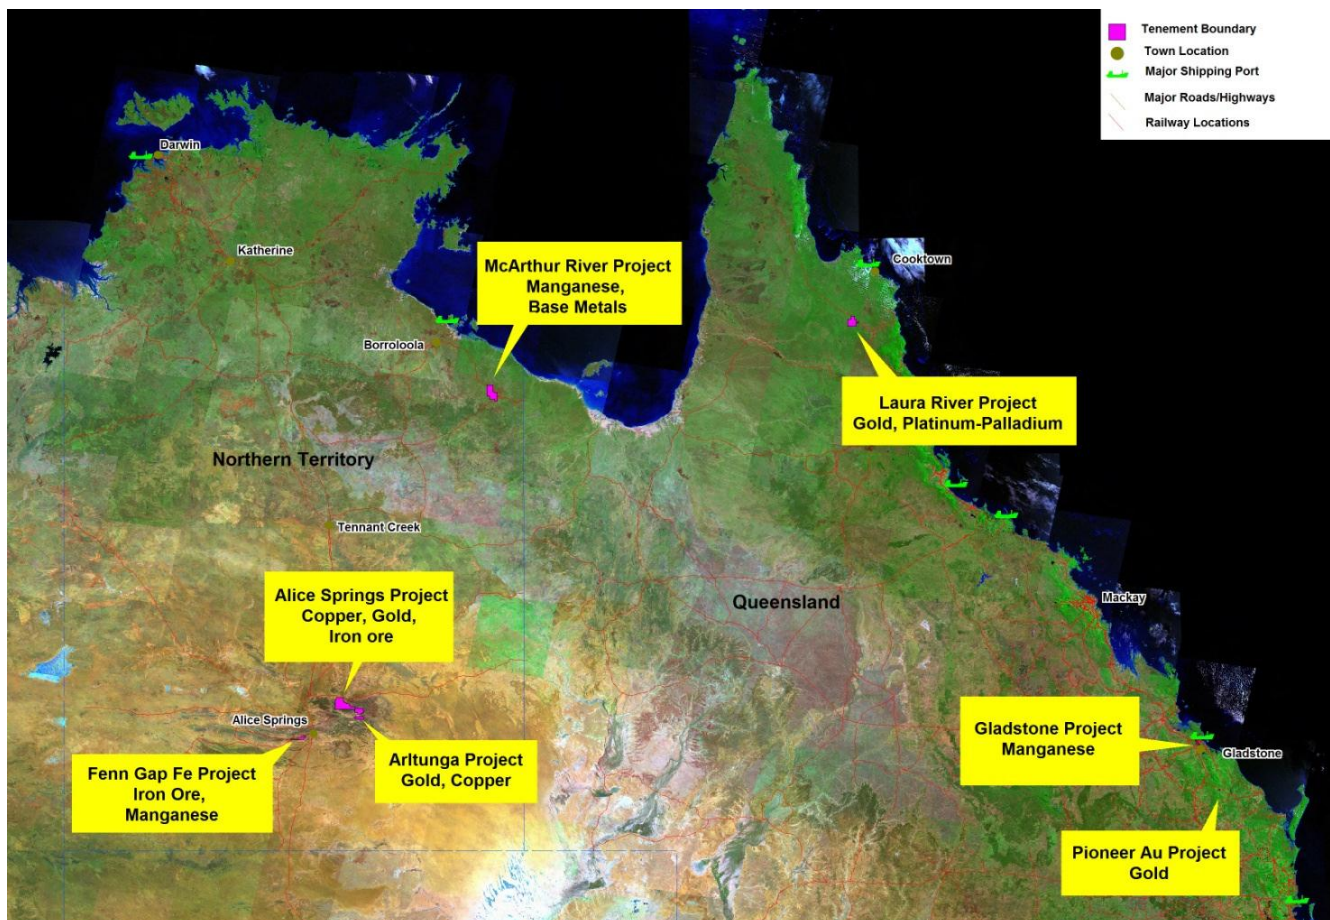 Tenement Boundary
Town Location
Major Shipping Port
Major Roads/Highways
Railway Locations
Darwin
Katherine
McArthur River Project
Manganese,
Base Metals
Cooktown
Borroloola
Laura River Project
Gold, Platinum-Palladium
Northern Territory
Tennant Creek
Alice Springs Project
Copper, Gold,
Iron ore
Queensland
Mackay
Alice Springs
Fenn Gap Fe Project
Iron Ore,
Manganese
Arltunga Project
Gold, Copper
Gladstone Project
Manganese
Gladstone
Pioneer Au Project
Gold